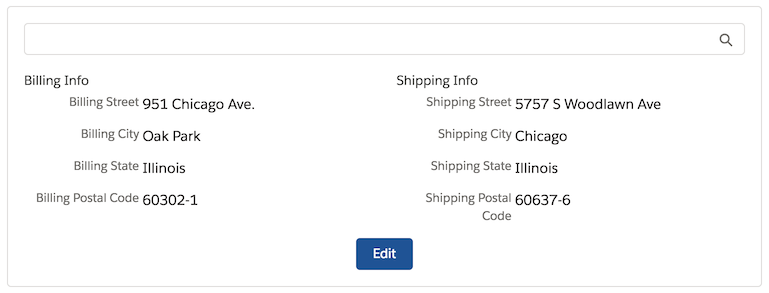 Billing Info
Billing Street 951 Chicago Ave.
Billing City Oak Park
Billing State Illinois
Billing Postal Code 60302-1
Shipping Info
Shipping Street 5757 S Woodlawn Ave
Shipping City Chicago
Shipping State Illinois
Shipping Postal 60637-6
Code
Edit